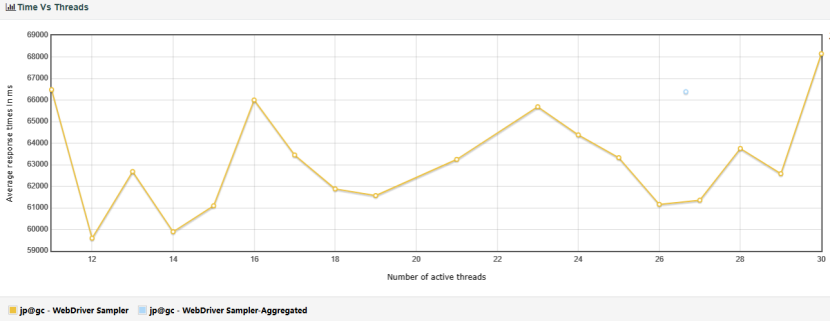 Time Vs Threads
69000
68000
67000
66000
65000
64000
63000
62000
61000
60000
59000
Average response times in ms
12 14 16 18 20 22 24 26 28 30
Number of active threads
jp@gc - WebDriver Sampler jp@gc - WebDriver Sampler-Aggregated